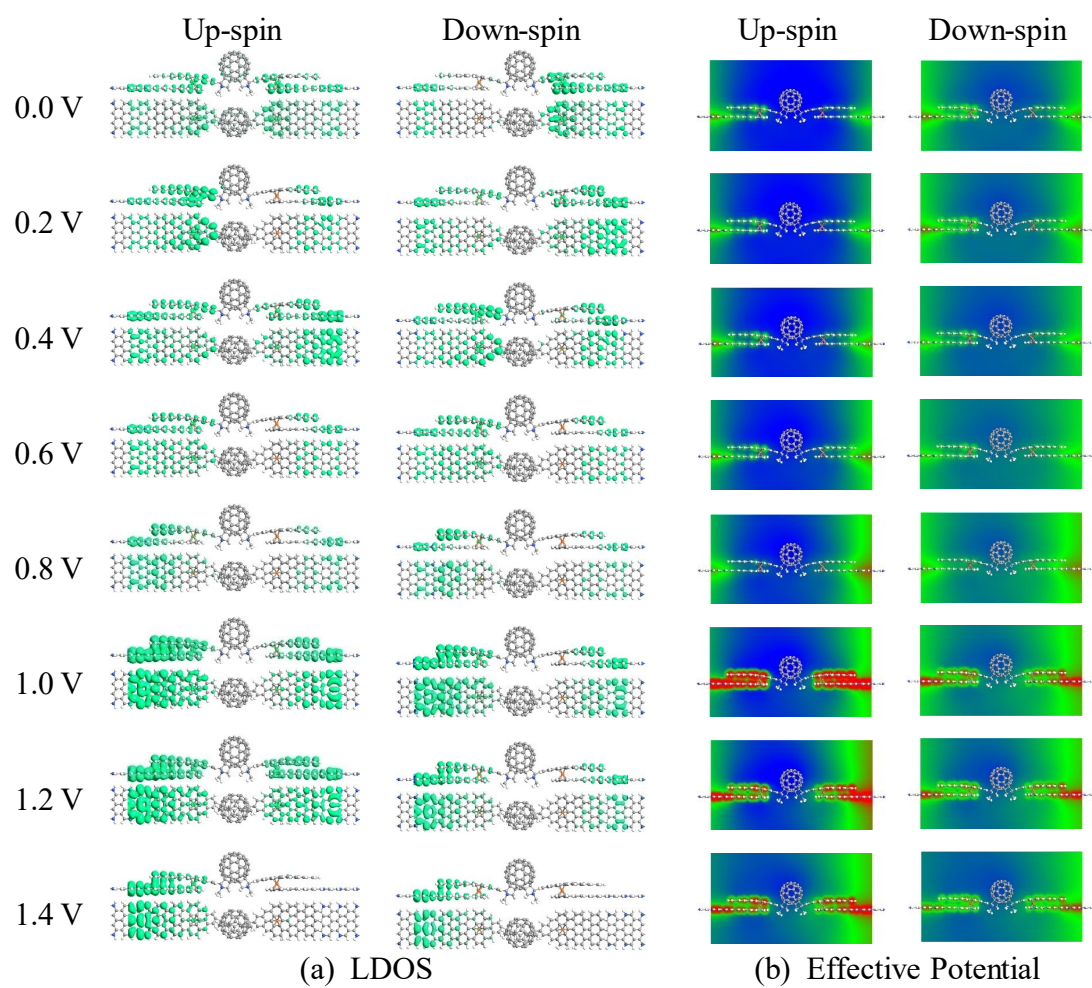 Up-spin Down-spin Up-spin Down-spin
0.0 V
0.2 V
0.4 V
0.6 V
0.8 V
1.0 V
1.2 V
1.4 V
(a) LDOS (b) Effective Potential